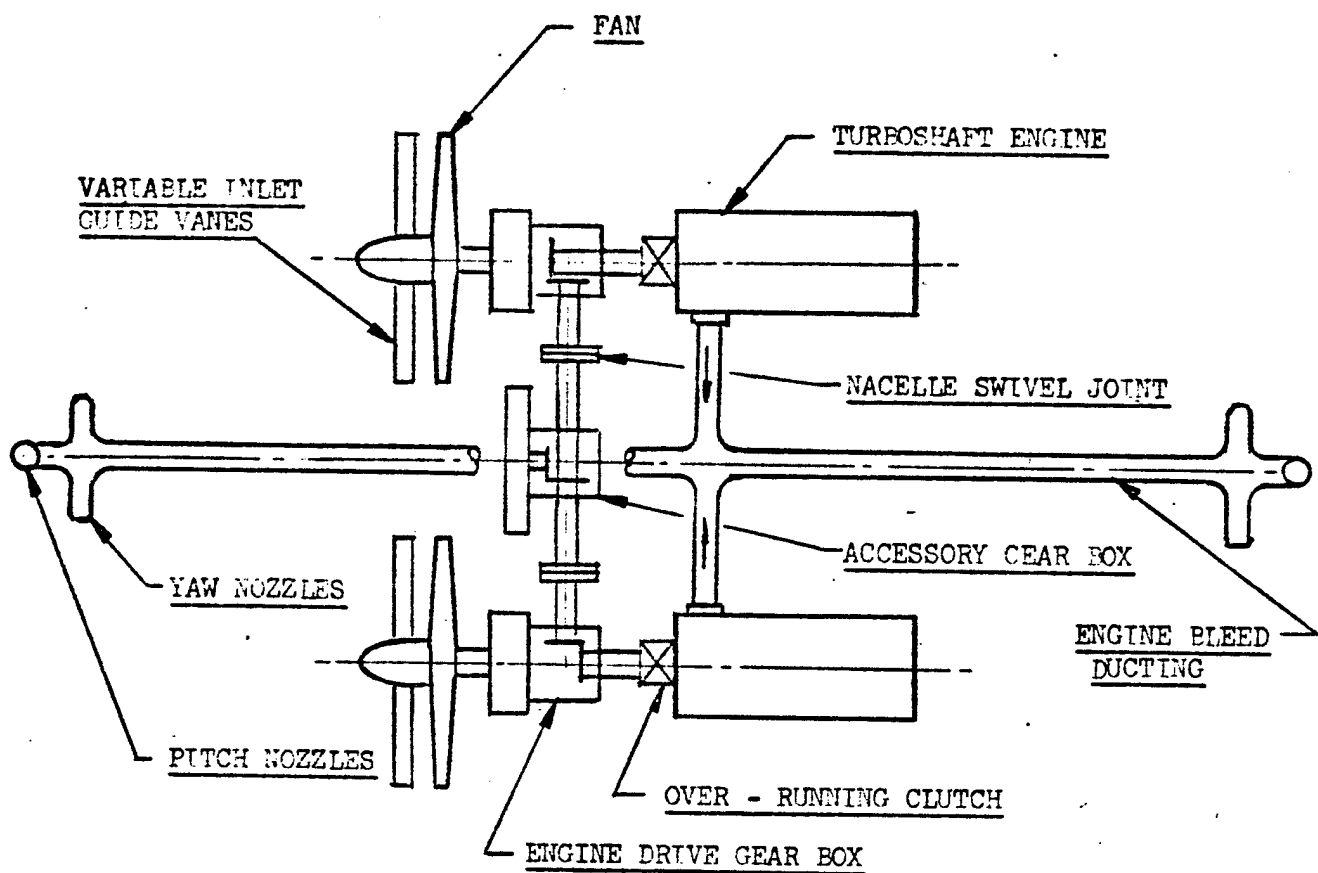 FAN
TURBOSHAFT ENGINE
VARIABLE INLET
GUIDE VANES
NACELLE SWIVEL JOINT
ACCESSORY GEAR BOX
YAW NOZZLES
ENGINE BLEED
DUCTING
PITCH NOZZLES
OVER - RUNNING CLUTCH
ENGINE DRIVE GEAR BOX